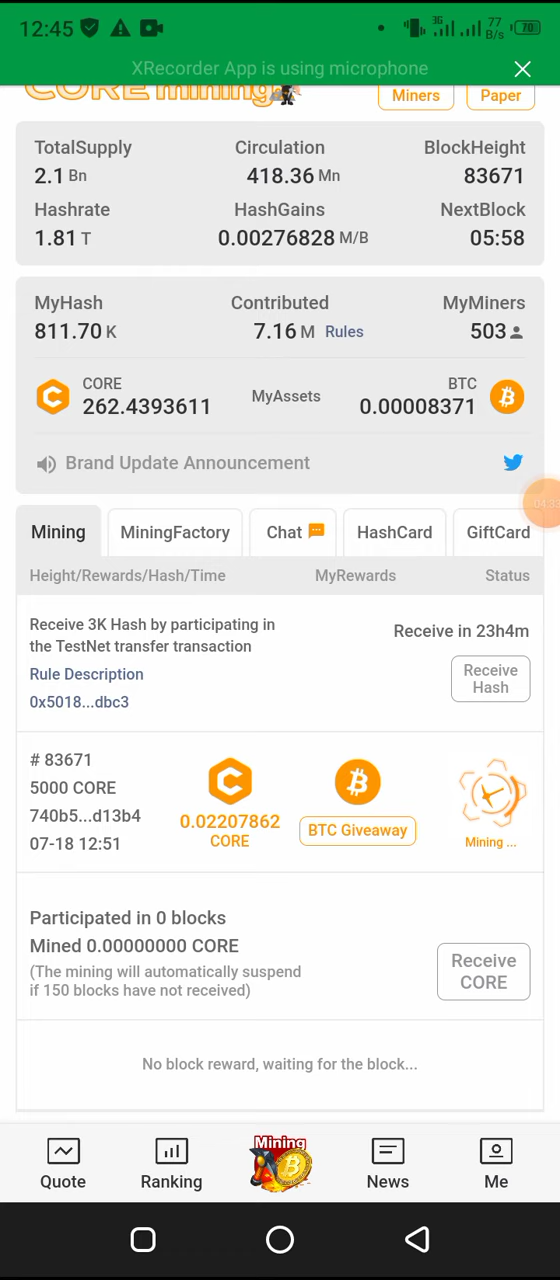 12:45 3G 77 B/s 70
XRecorder App is using microphone
CORE mining Miners Paper
TotalSupply Circulation BlockHeight
2.1 Bn 418.36 Mn 83671
Hashrate HashGains NextBlock
1.81 T 0.00276828 M/B 05:58
MyHash Contributed MyMiners
811.70 K 7.16 M Rules 503
CORE MyAssets BTC
262.4393611 0.00008371
Brand Update Announcement
Mining MiningFactory Chat HashCard GiftCard
Height/Rewards/Hash/Time MyRewards Status
Receive 3K Hash by participating in
the TestNet transfer transaction
Receive in 23h4m
Rule Description
0x5018...dbc3
Receive
Hash
# 83671
5000 CORE
740b5...d13b4
07-18 12:51
0.02207862
CORE
BTC Giveaway
Mining ...
Participated in 0 blocks
Mined 0.00000000 CORE
(The mining will automatically suspend
if 150 blocks have not received)
Receive
CORE
No block reward, waiting for the block...
Mining
Quote Ranking News Me